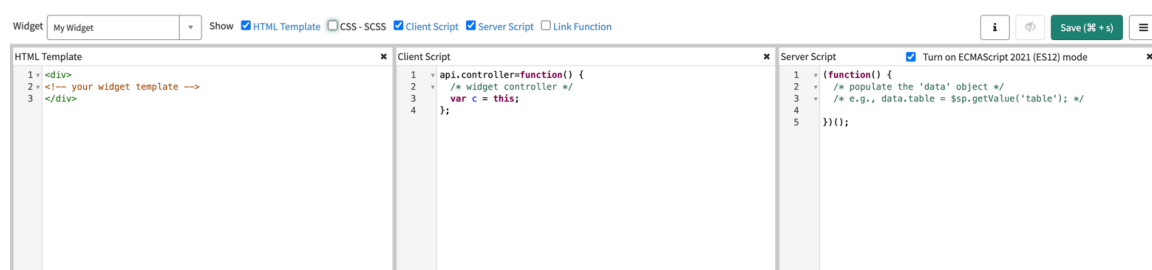 Widget My Widget Show HTML Template CSS - SCSS Client Script Server Script Link Function i Save (⌘ + s)
HTML Template
1 <div>
2 <!-- your widget template -->
3 </div>
Client Script
1 api.controller=function() {
2 /* widget controller */
3 var c = this;
4 };
Server Script Turn on ECMAScript 2021 (ES12) mode
1 (function() {
2 /* populate the 'data' object */
3 /* e.g., data.table = $sp.getValue('table'); */
4
5 })();